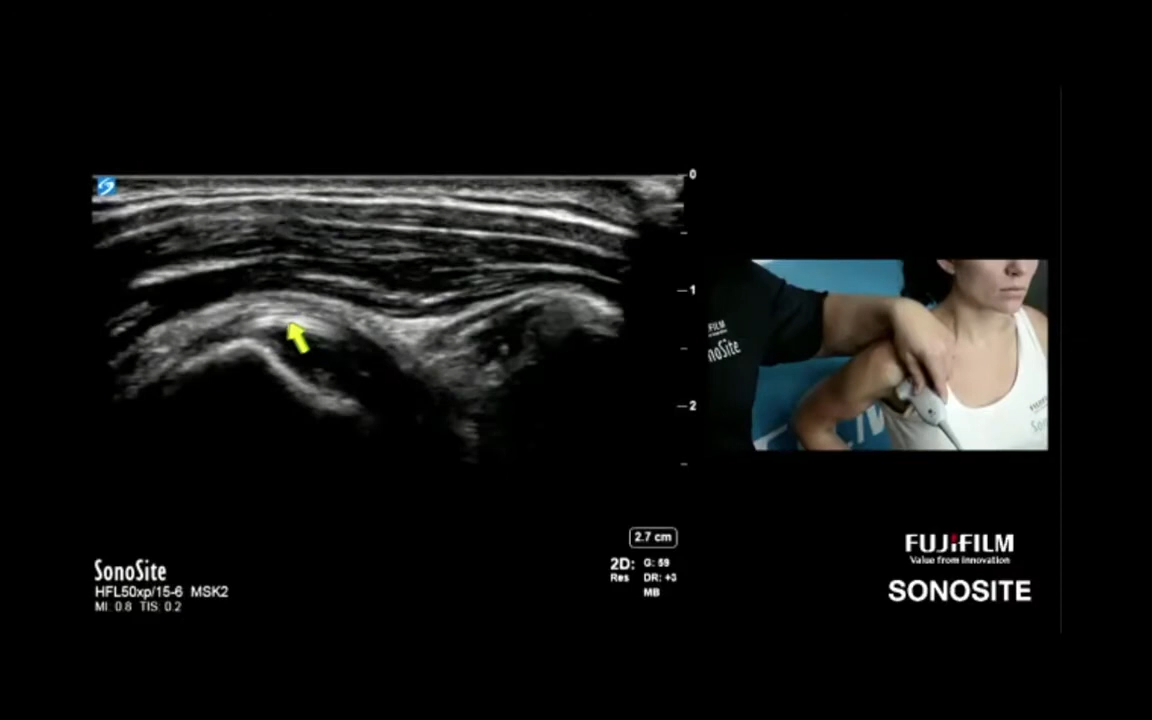 0
1
2
2.7 cm
2D:
G: 59
Res
DR: +3
MB
SonoSite
HFL50xp/15-6 MSK2
MI: 0.8 TIS: 0.2
FUJIFILM
Value from Innovation
SONOSITE